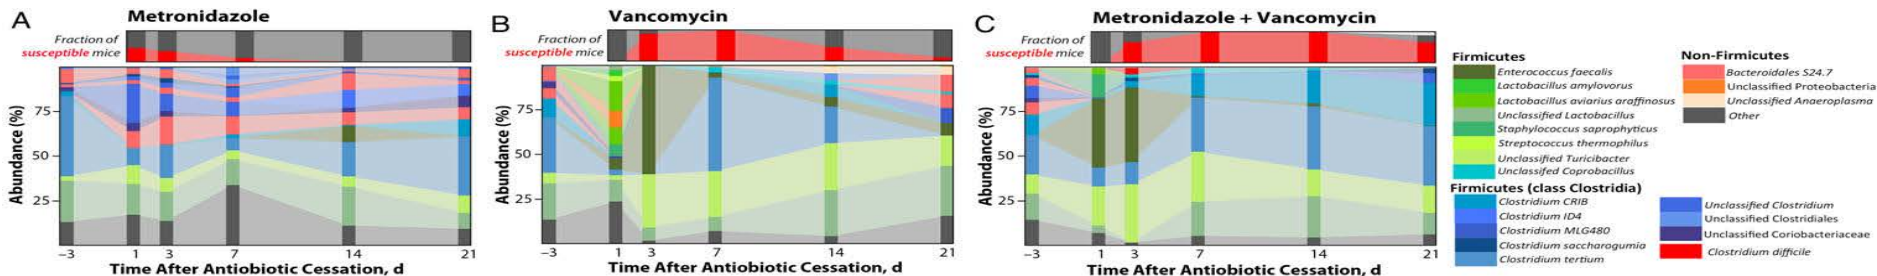 A
Metronidazole
Fraction of
susceptible mice
Abundance (%)
75
50
25
-3
1
3
7
14
21
Time After Antiobiotic Cessation, d
B
Vancomycin
Fraction of
susceptible mice
Abundance (%)
75
50
25
-3
1
3
7
14
21
Time After Antiobiotic Cessation, d
C
Metronidazole + Vancomycin
Fraction of
susceptible mice
Abundance (%)
75
50
25
-3
1
3
7
14
21
Time After Antiobiotic Cessation, d
Firmicutes
Enterococcus faecalis
Lactobacillus amylovorus
Lactobacillus aviarius araffinosus
Unclassified Lactobacillus
Staphylococcus saprophyticus
Streptococcus thermophilus
Unclassified Turicibacter
Unclassifed Coprobacillus
Firmicutes (class Clostridia)
Clostridium CRIB
Clostridium ID4
Clostridium MLG480
Clostridium saccharogumia
Clostridium tertium
Non-Firmicutes
Bacteroidales S24.7
Unclassified Proteobacteria
Unclassified Anaeroplasma
Other
Unclassified Clostridium
Unclassified Clostridiales
Unclassified Coriobacteriaceae
Clostridium difficile